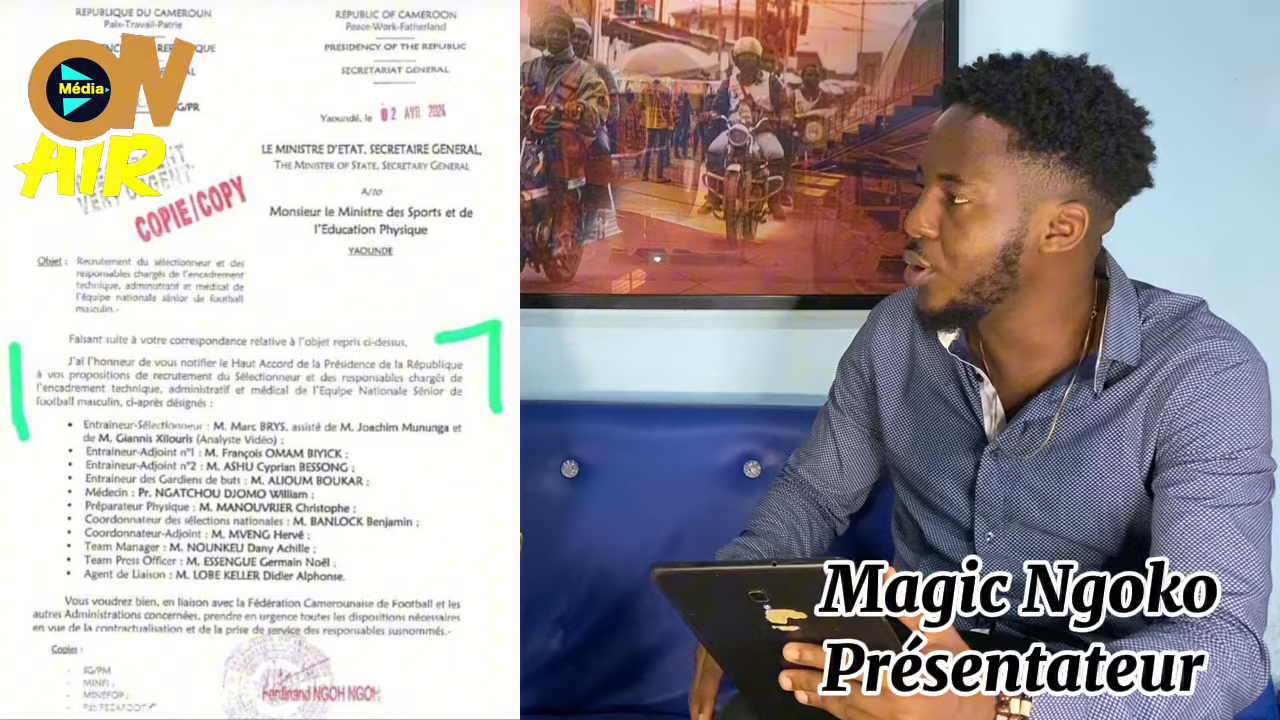 REPUBLIQUE DU CAMEROUN
Paix-Travail-Patrie
REPUBLIC OF CAMEROON
Peace-Work-Fatherland
PRESIDENCY OF THE REPUBLIC
SECRETARIAT GENERAL
ON
Média
AIR
SG/PR
Yaoundé, le 02 AVR 2024
LE MINISTRE D'ETAT, SECRETAIRE GENERAL,
THE MINISTER OF STATE, SECRETARY GENERAL
A/to
Monsieur le Ministre des Sports et de
l'Education Physique
YAOUNDE
VERY URGENT
COPIE/COPY
Objet : Recrutement du sélectionneur et des
responsables chargés de l'encadrement
technique, administratif et médical de
l'équipe nationale sénior de football
masculin.-
Faisant suite à votre correspondance relative à l'objet repris ci-dessus,
J'ai l'honneur de vous notifier le Haut Accord de la Présidence de la République
à vos propositions de recrutement du Sélectionneur et des responsables chargés de
l'encadrement technique, administratif et médical de l'Equipe Nationale Sénior de
football masculin, ci-après désignés :
• Entraineur-Sélectionneur : M. Marc BRYS, assisté de M. Joachim Mununga et
de M. Giannis Xilouris (Analyste Vidéo) ;
• Entraineur-Adjoint n°1 : M. François OMAM BIYICK ;
• Entraineur-Adjoint n°2 : M. ASHU Cyprian BESSONG ;
• Entraineur des Gardiens de buts : M. ALIOUM BOUKAR ;
• Médecin : Pr. NGATCHOU DJOMO William ;
• Préparateur Physique : M. MANOUVRIER Christophe ;
• Coordonnateur des sélections nationales : M. BANLOCK Benjamin ;
• Coordonnateur-Adjoint : M. MVENG Hervé ;
• Team Manager : M. NOUNKEU Dany Achille ;
• Team Press Officer : M. ESSENGUE Germain Noël ;
• Agent de Liaison : M. LOBE KELLER Didier Alphonse.
Vous voudrez bien, en liaison avec la Fédération Camerounaise de Football et les
autres Administrations concernées, prendre en urgence toutes les dispositions nécessaires
en vue de la contractualisation et de la prise de service des responsables susnommés.-
Copies :
- SG/PM
- MINFI ;
- MINEFOP ;
- Pdt FECAFOOT
Ferdinand NGOH NGOH
Magic Ngoko
Présentateur